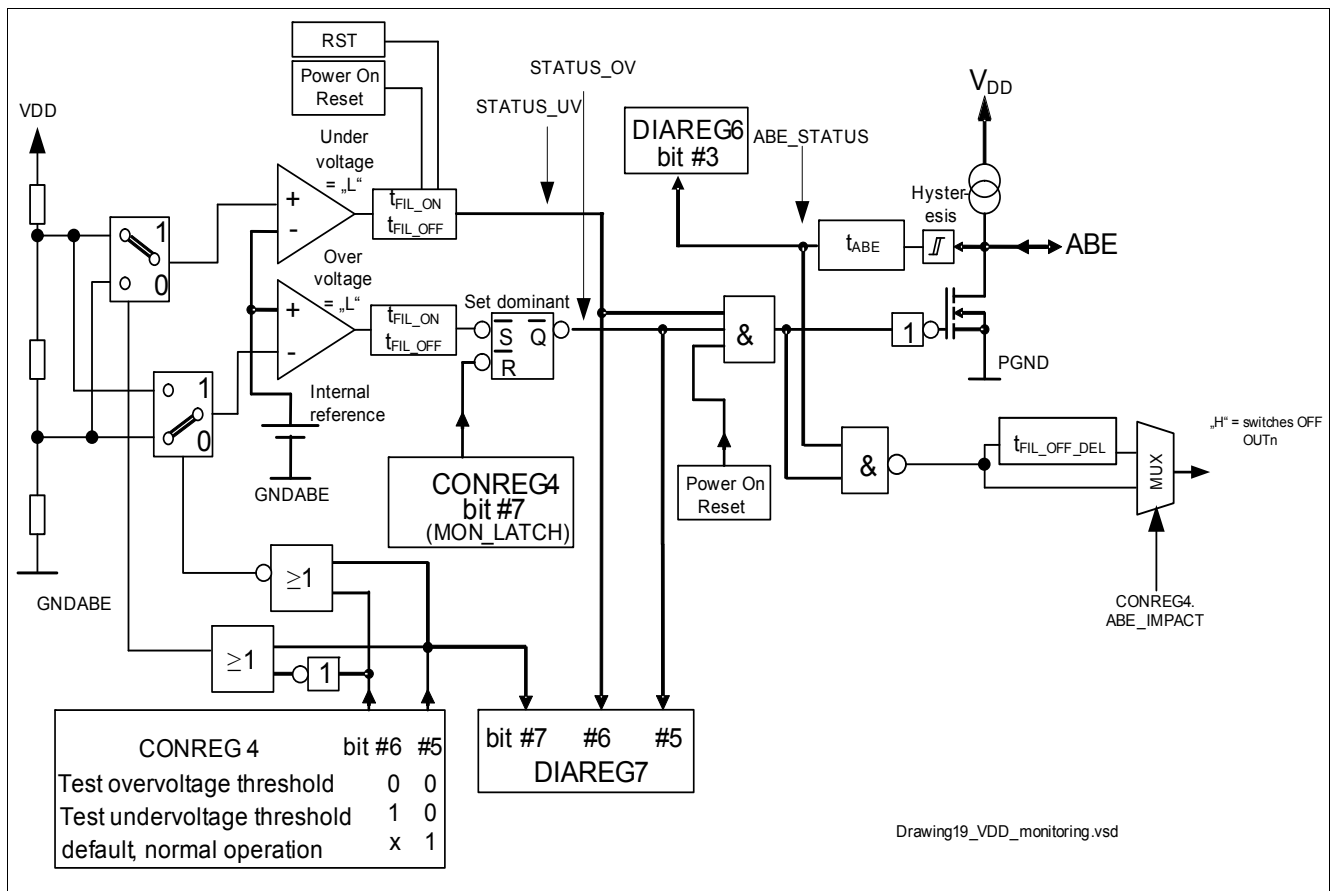 RST
Power On
Reset
STATUS_OV
STATUS_UV
VDD
Under
voltage
= „L“
tFIL_ON
tFIL_OFF
+
-
1
0
DIAREG6
bit #3
ABE_STATUS
VDD
Hyster-
esis
tABE
ABE
Over
voltage
= „L“
tFIL_ON
tFIL_OFF
+
-
Set dominant
S Q
R
&
1
PGND
1
0
Internal
reference
GNDABE
CONREG4
bit #7
(MON_LATCH)
Power On
Reset
&
tFIL_OFF_DEL
MUX
„H“ = switches OFF
OUTn
GNDABE
≥1
≥1
1
CONREG4.
ABE_IMPACT
CONREG 4 bit #6 #5
Test overvoltage threshold 0 0
Test undervoltage threshold 1 0
default, normal operation x 1
bit #7 #6 #5
DIAREG7
Drawing19_VDD_monitoring.vsd